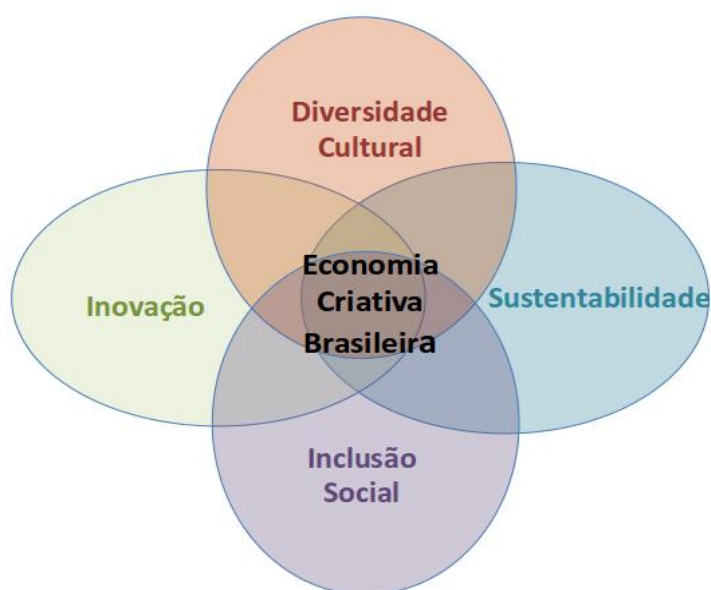 Diversidade
Cultural
Economia
Criativa
Brasileira
Inovação
Sustentabilidade
Inclusão
Social